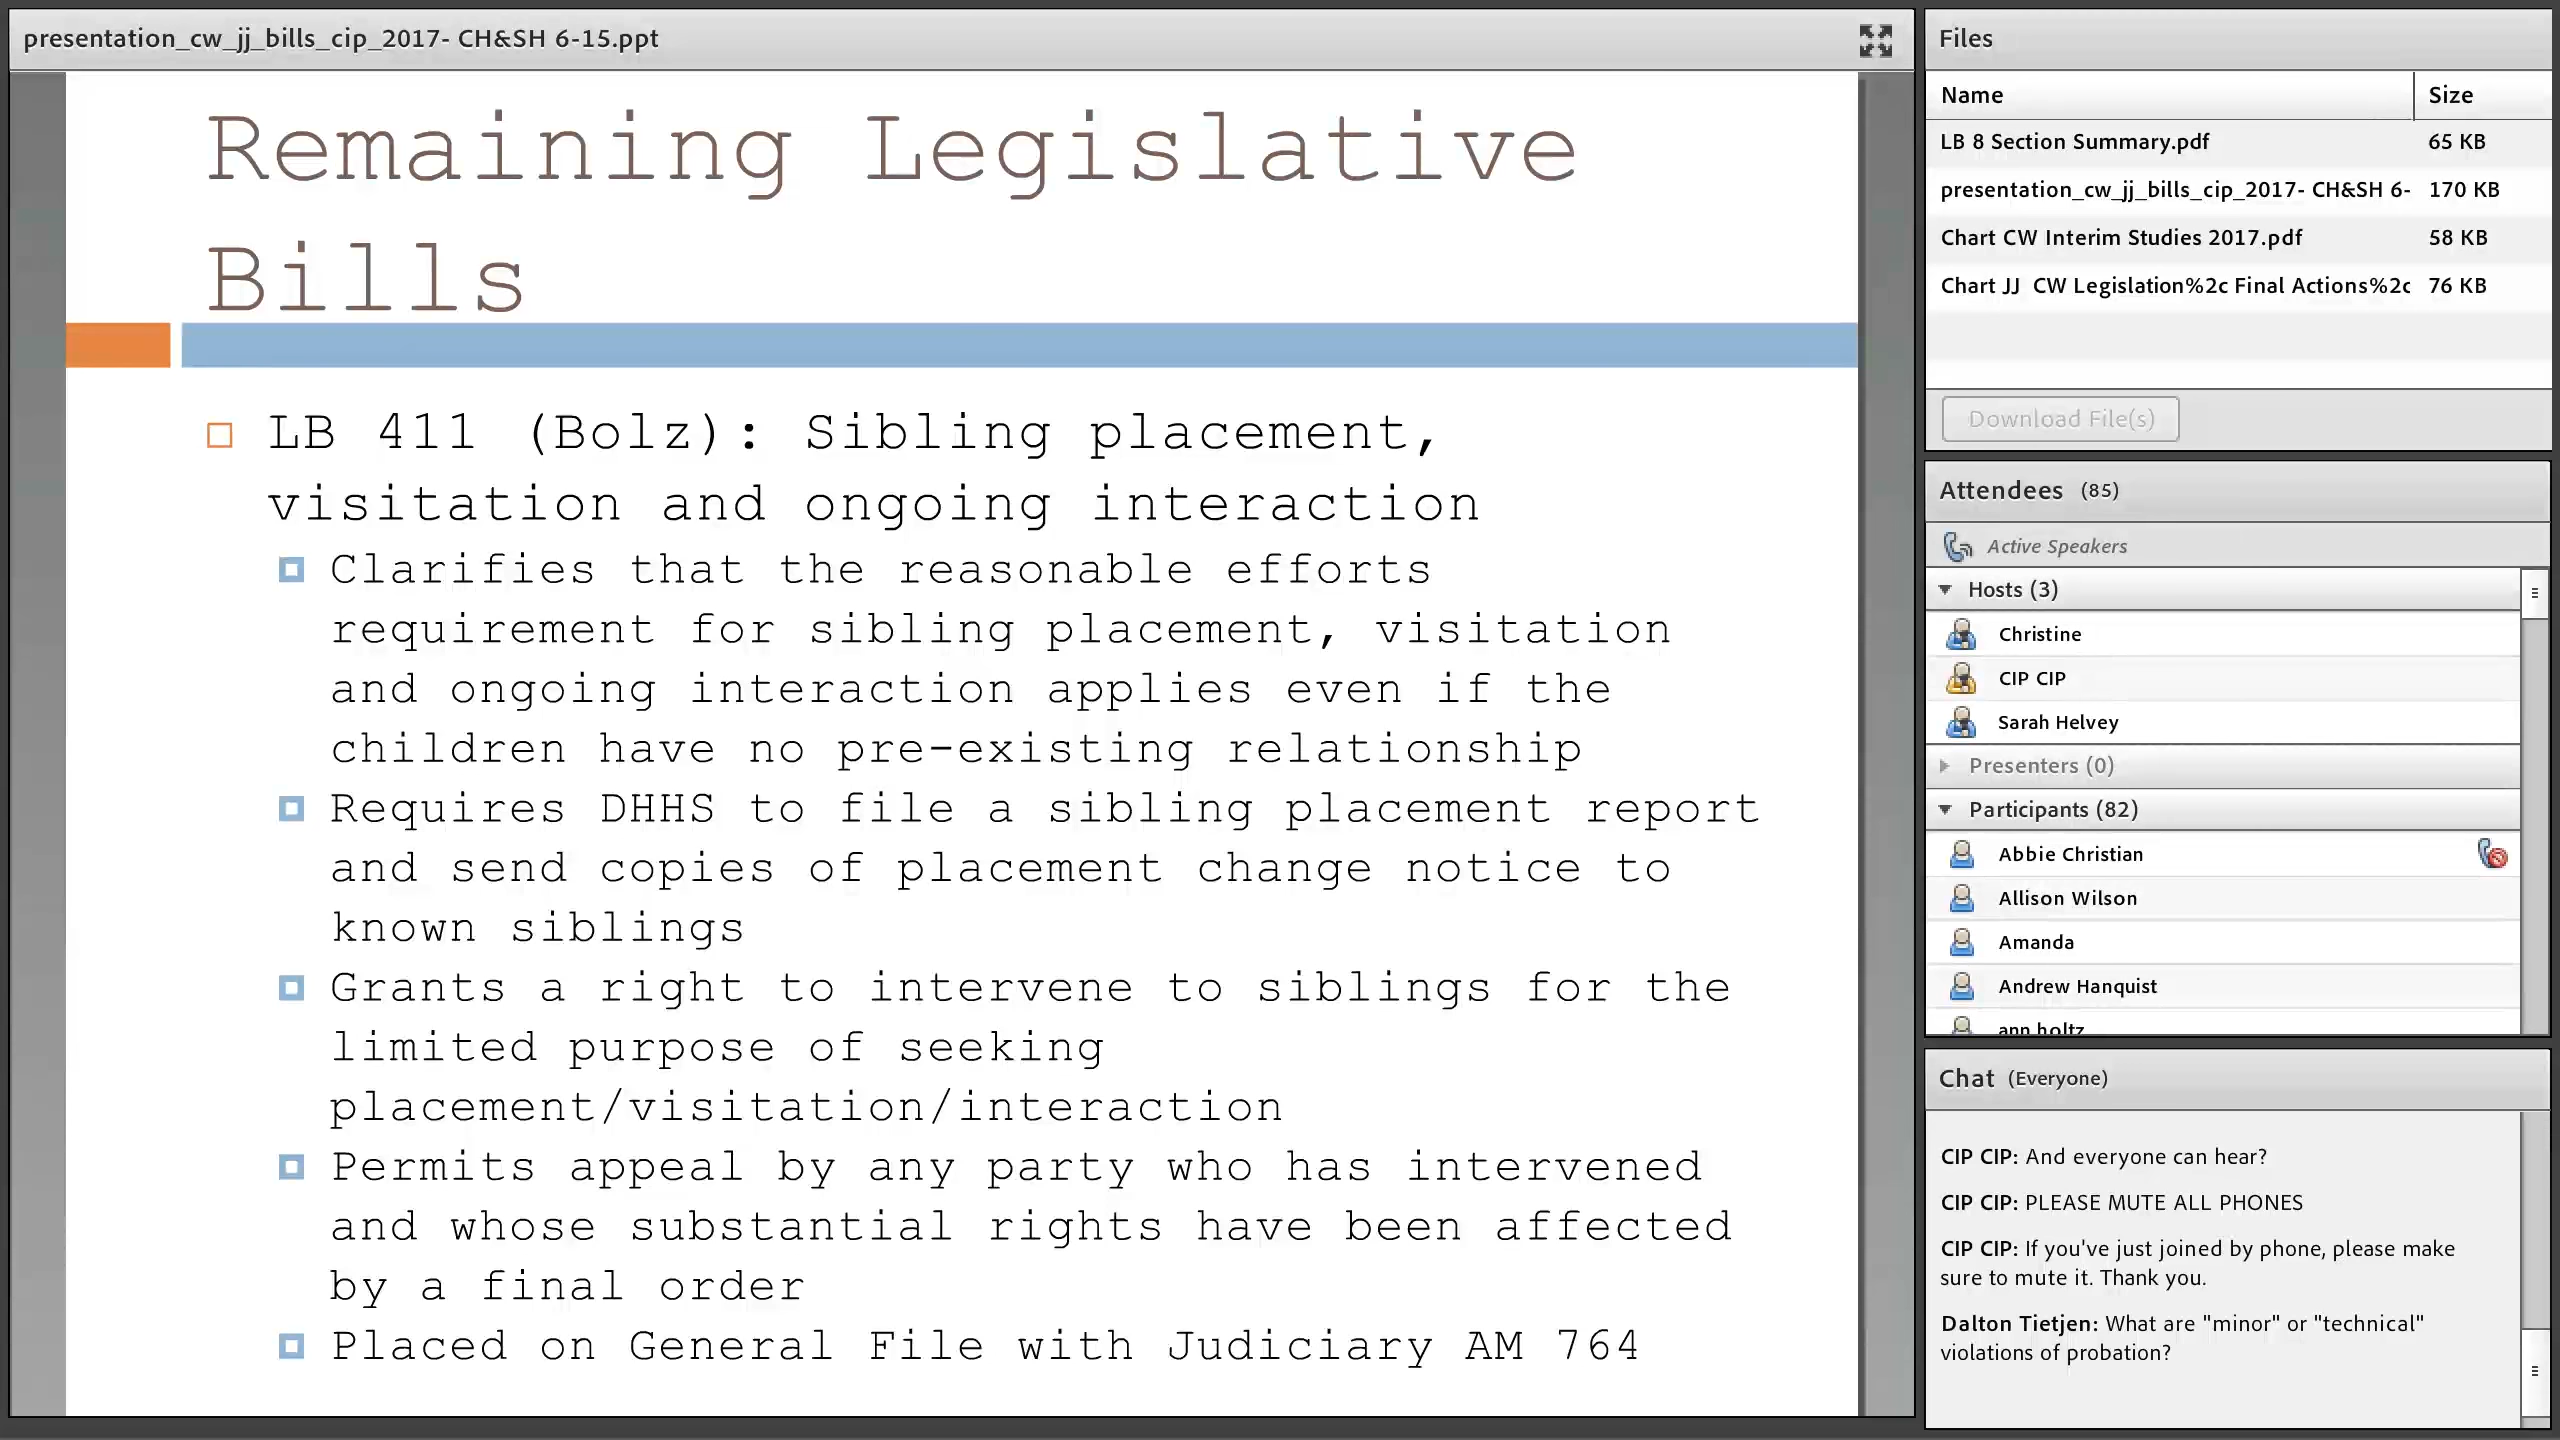 presentation_cw_jj_bills_cip_2017- CH&SH 6-15.ppt
Remaining Legislative
Bills
LB 411 (Bolz): Sibling placement,
visitation and ongoing interaction
Clarifies that the reasonable efforts
requirement for sibling placement, visitation
and ongoing interaction applies even if the
children have no pre-existing relationship
Requires DHHS to file a sibling placement report
and send copies of placement change notice to
known siblings
Grants a right to intervene to siblings for the
limited purpose of seeking
placement/visitation/interaction
Permits appeal by any party who has intervened
and whose substantial rights have been affected
by a final order
Placed on General File with Judiciary AM 764
Files
Name Size
LB 8 Section Summary.pdf 65 KB
presentation_cw_jj_bills_cip_2017- CH&SH 6- 170 KB
Chart CW Interim Studies 2017.pdf 58 KB
Chart JJ  CW Legislation%2c Final Actions%2c 76 KB
Download File(s)
Attendees (85)
Active Speakers
Hosts (3)
Christine
CIP CIP
Sarah Helvey
Presenters (0)
Participants (82)
Abbie Christian
Allison Wilson
Amanda
Andrew Hanquist
ann holtz
Chat (Everyone)
CIP CIP: And everyone can hear?
CIP CIP: PLEASE MUTE ALL PHONES
CIP CIP: If you've just joined by phone, please make
sure to mute it. Thank you.
Dalton Tietjen: What are "minor" or "technical"
violations of probation?